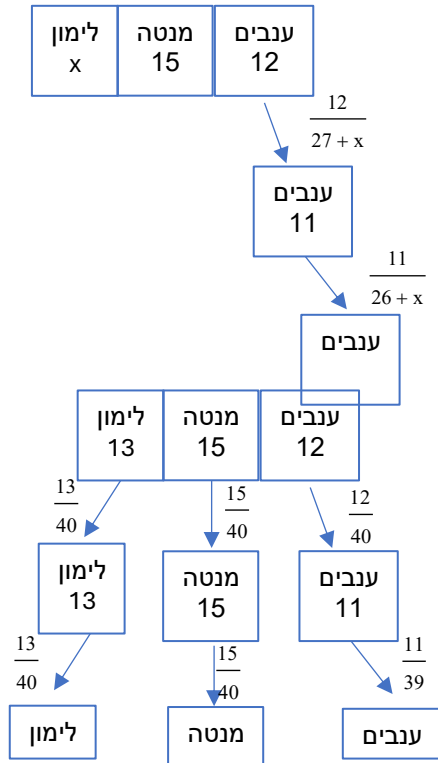 ענבים מנטה לימון
12 15 x
12
27 + x
ענבים
11
11
26 + x
ענבים
ענבים מנטה לימון
12 15 13
12
40
15
40
13
40
ענבים מנטה לימון
11 15 13
11
39
15
40
13
40
ענבים מנטה לימון